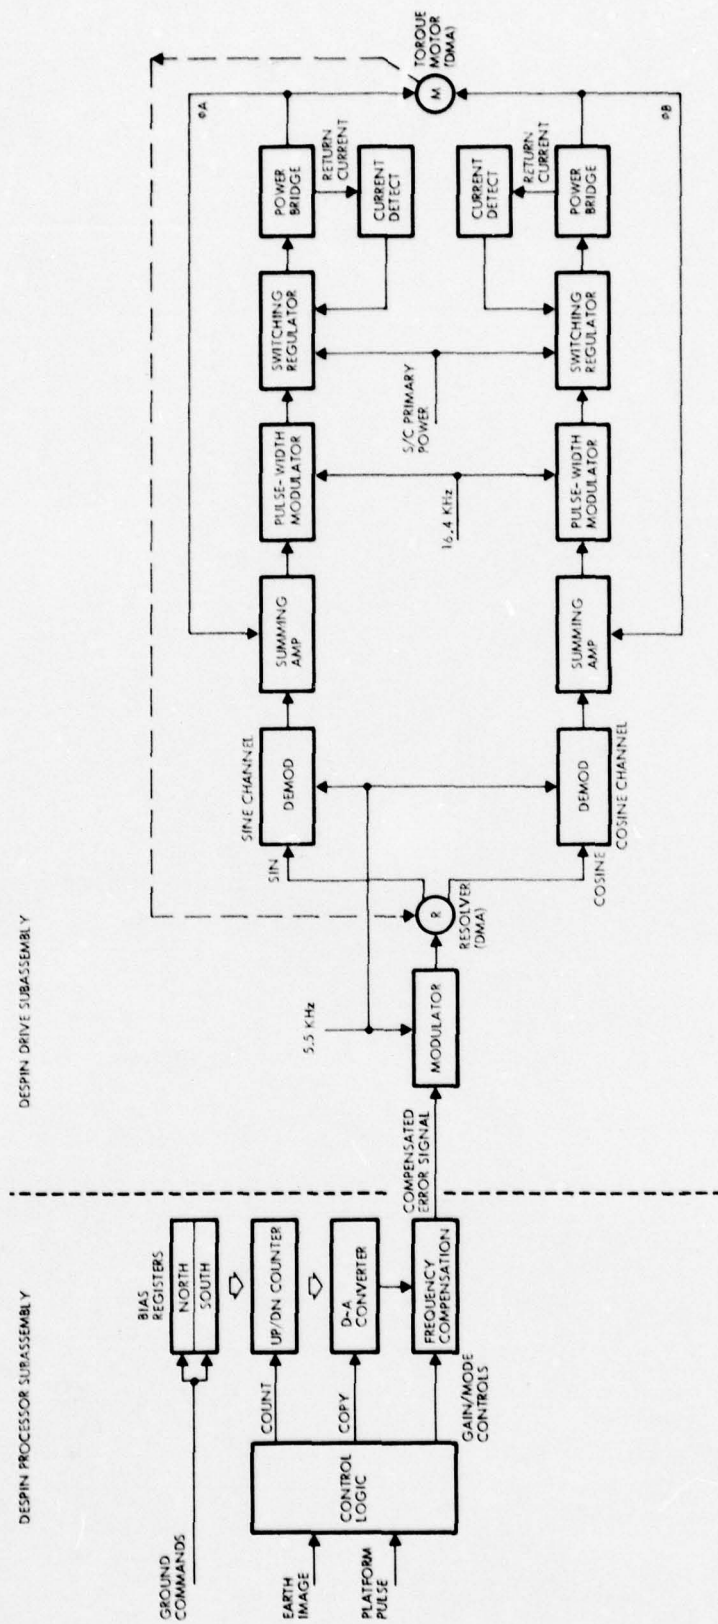 DESPIN PROCESSOR SUBASSEMBLY
DESPIN DRIVE SUBASSEMBLY
GROUND
COMMANDS
BIAS
REGISTERS
NORTH
SOUTH
EARTH
IMAGE
PLATFORM
PULSE
CONTROL
LOGIC
COUNT
UP/DN COUNTER
COPY
D-A
CONVERTER
GAIN/MODE
CONTROLS
FREQUENCY
COMPENSATION
COMPENSATED
ERROR SIGNAL
5.5 KHz
MODULATOR
R
RESOLVER
(DMA)
SIN
SINE CHANNEL
DEMOD
SUMMING
AMP
PULSE-WIDTH
MODULATOR
SWITCHING
REGULATOR
POWER
BRIDGE
RETURN
CURRENT
CURRENT
DETECT
ØA
16.4 KHz
S/C PRIMARY
POWER
M
TORQUE
MOTOR
(DMA)
COSINE
COSINE CHANNEL
DEMOD
SUMMING
AMP
PULSE-WIDTH
MODULATOR
SWITCHING
REGULATOR
CURRENT
DETECT
RETURN
CURRENT
POWER
BRIDGE
ØB